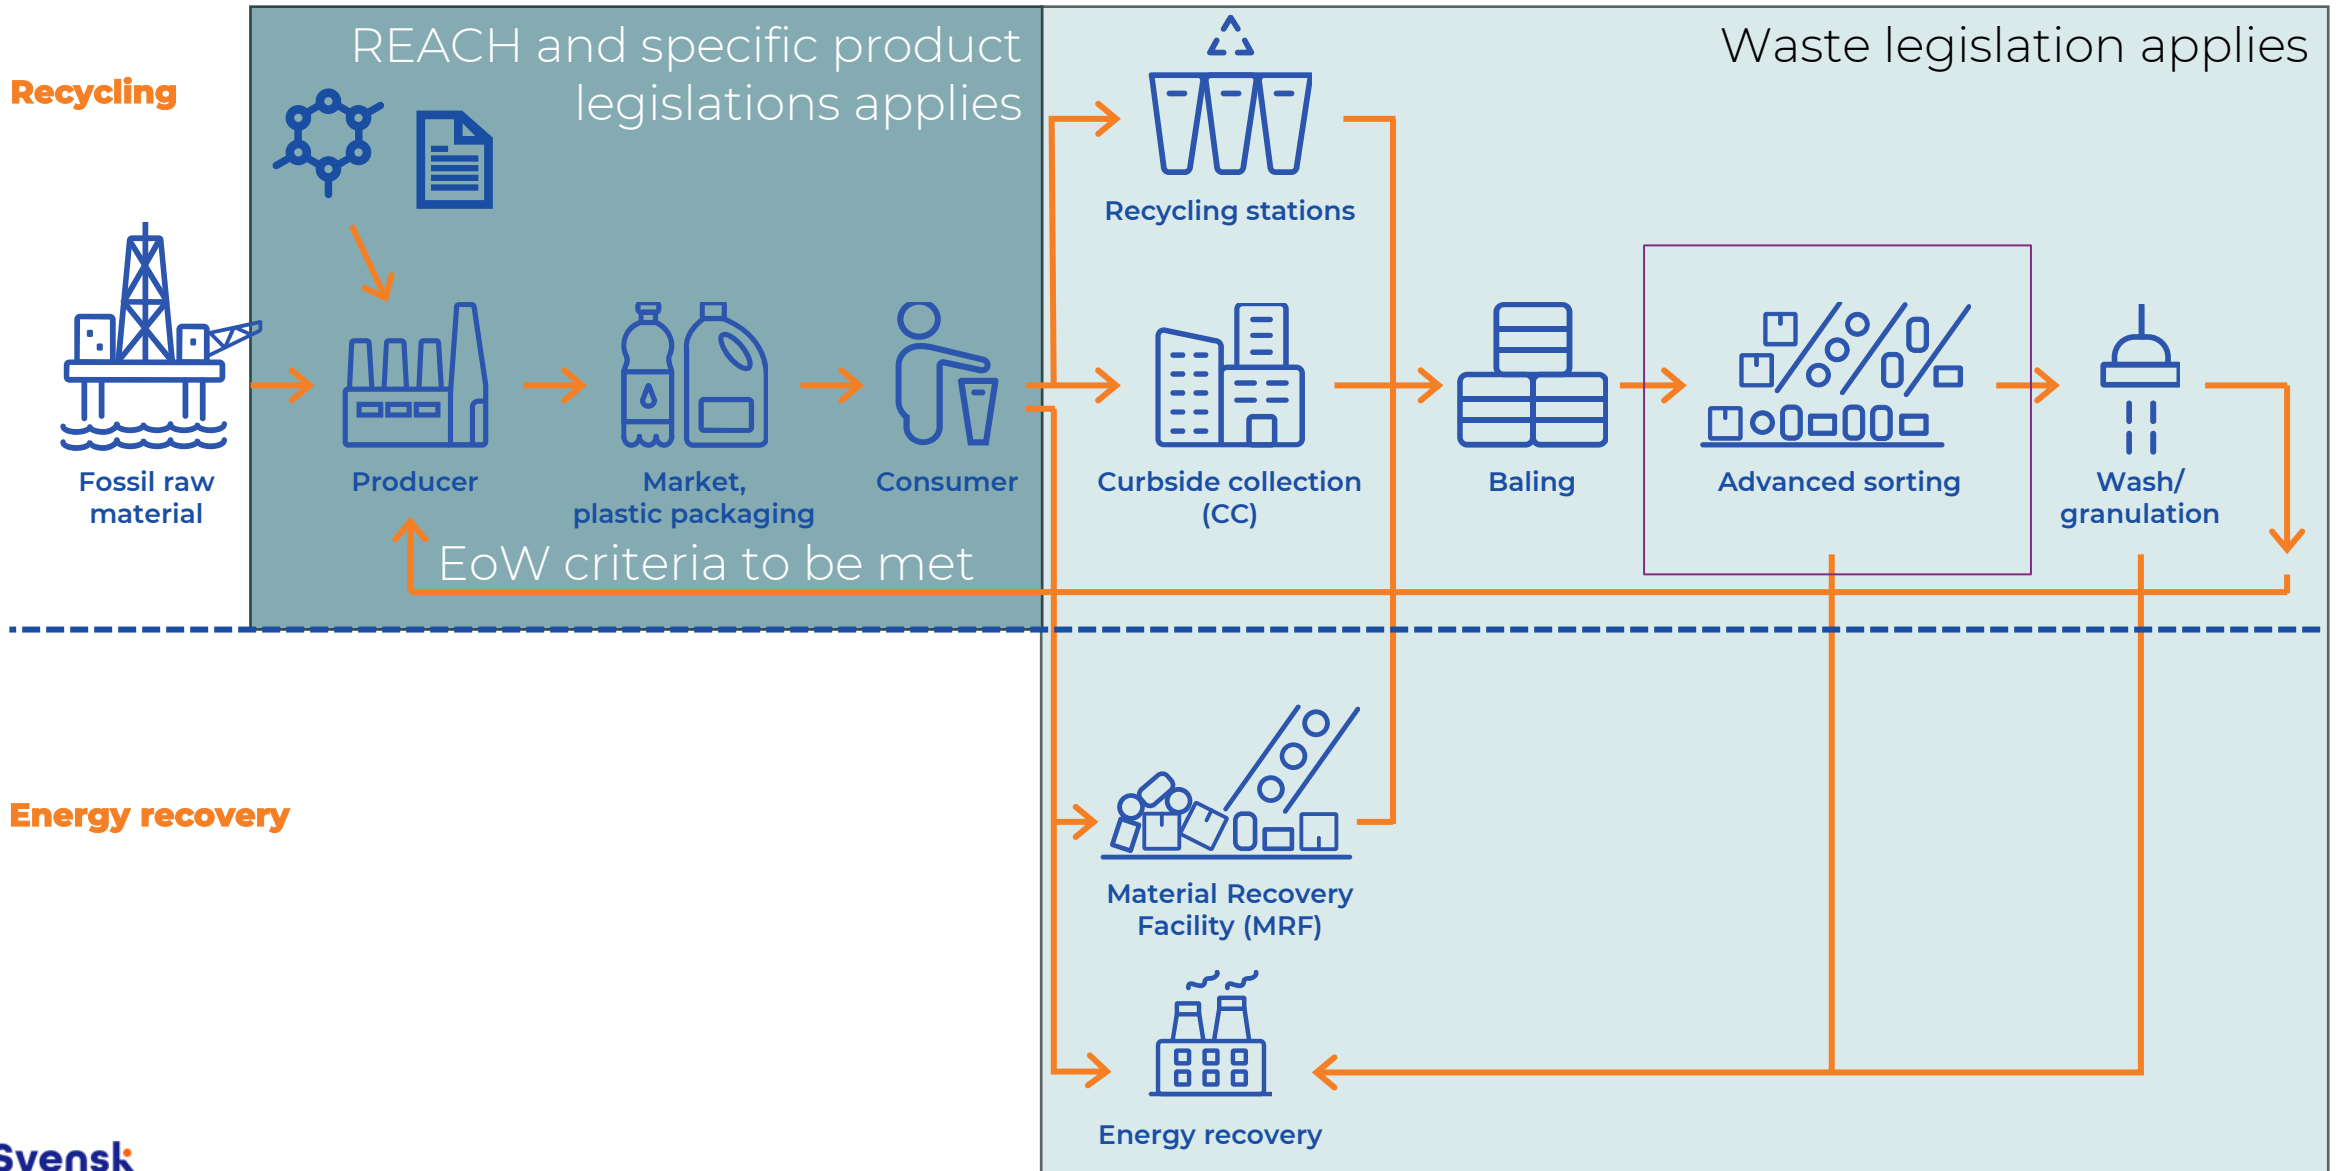 REACH and specific product
legislations applies
Waste legislation applies
Recycling
Recycling stations
Fossil raw
material
Producer
Market,
plastic packaging
Consumer
Curbside collection
(CC)
Baling
Advanced sorting
Wash/
granulation
EoW criteria to be met
Energy recovery
Material Recovery
Facility (MRF)
Energy recovery
Svensk